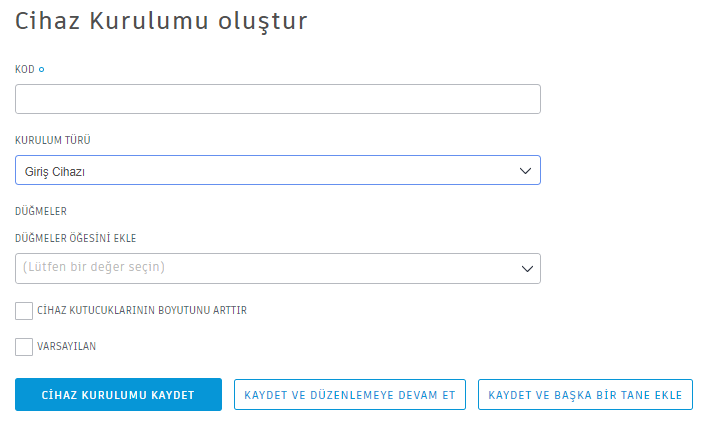 Cihaz Kurulumu oluştur
KOD
KURULUM TÜRÜ
Giriş Cihazı
DÜĞMELER
DÜĞMELER ÖĞESİNİ EKLE
(Lütfen bir değer seçin)
CİHAZ KUTUCUKLARININ BOYUTUNU ARTTIR
VARSAYILAN
CİHAZ KURULUMU KAYDET
KAYDET VE DÜZENLEMEYE DEVAM ET
KAYDET VE BAŞKA BİR TANE EKLE